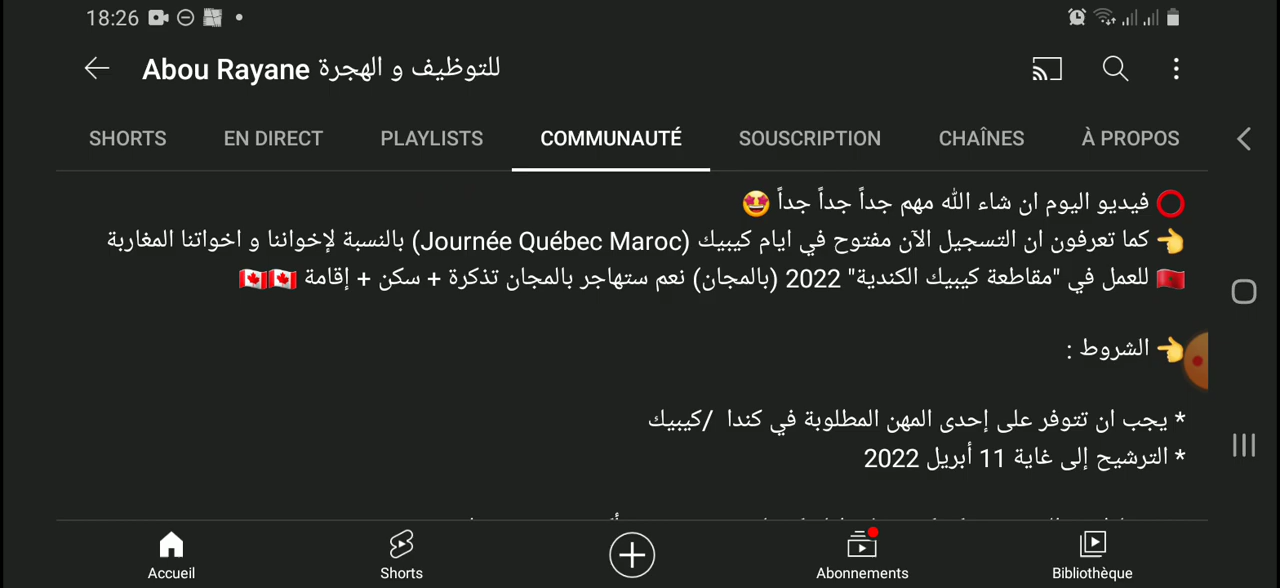 18:26
Abou Rayane للتوظيف و الهجرة
SHORTS EN DIRECT PLAYLISTS COMMUNAUTÉ SOUSCRIPTION CHAÎNES À PROPOS
⭕ فيديو اليوم ان شاء الله مهم جداً جداً جداً 🤩
👈 كما تعرفون ان التسجيل الآن مفتوح في ايام كيبيك (Journée Québec Maroc) بالنسبة لإخواننا و اخواتنا المغاربة
🇲🇦 للعمل في "مقاطعة كيبيك الكندية" 2022 (بالمجان) نعم ستهاجر بالمجان تذكرة + سكن + إقامة 🇨🇦🇨🇦
👈 الشروط :
* يجب ان تتوفر على إحدى المهن المطلوبة في كندا /كيبيك
* الترشيح إلى غاية 11 أبريل 2022
Accueil Shorts Abonnements Bibliothèque